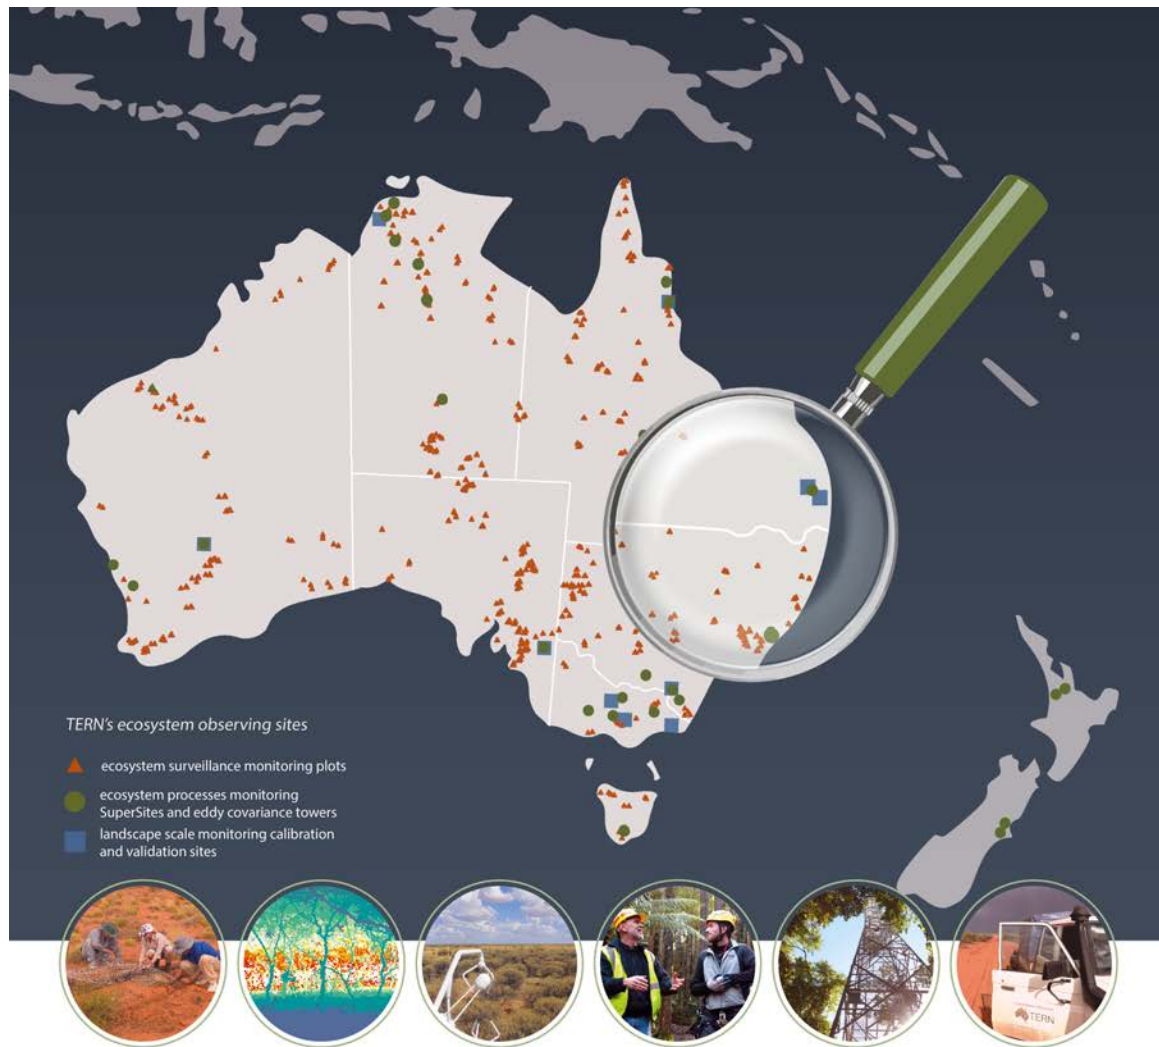 TERN's ecosystem observing sites
ecosystem surveillance monitoring plots
ecosystem processes monitoring
SuperSites and eddy covariance towers
landscape scale monitoring calibration
and validation sites
TERN